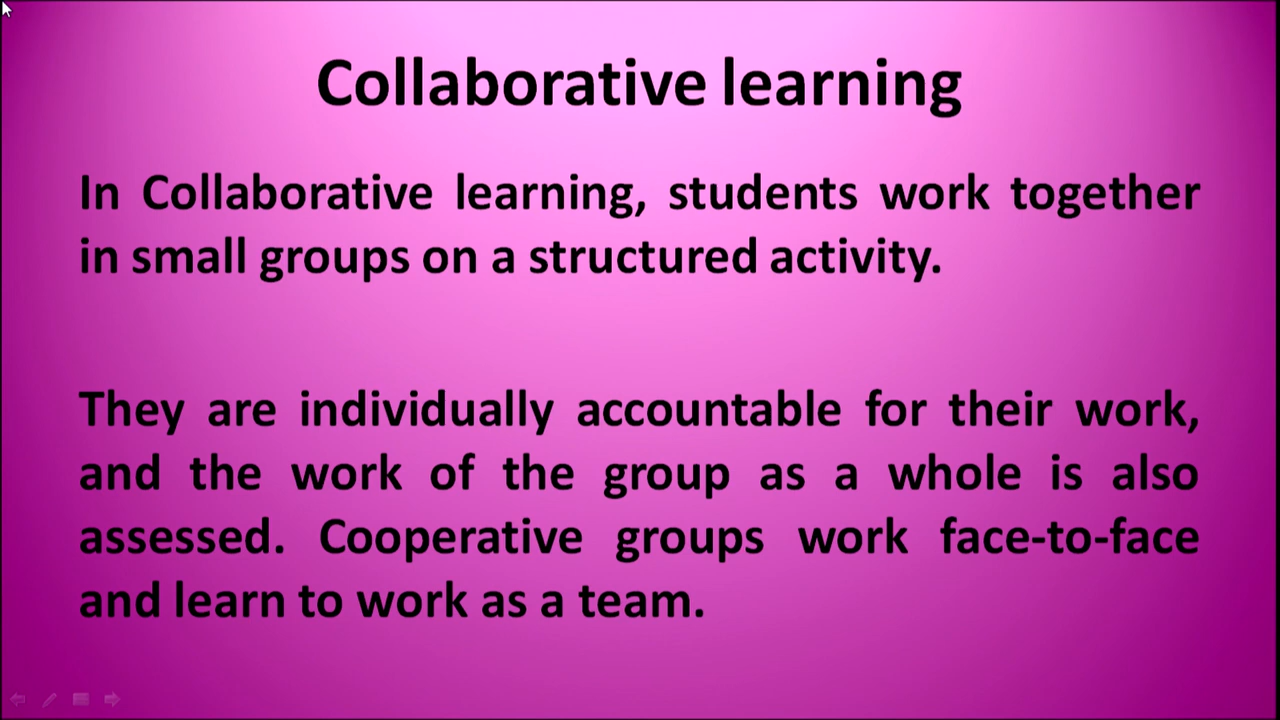 Collaborative learning
In Collaborative learning, students work together
in small groups on a structured activity.
They are individually accountable for their work,
and the work of the group as a whole is also
assessed. Cooperative groups work face-to-face
and learn to work as a team.